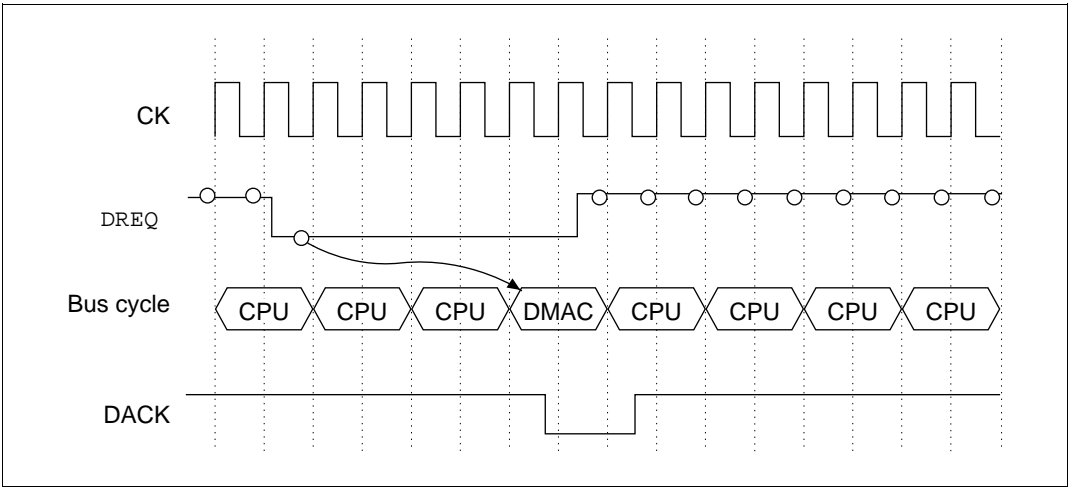 CK
DREQ
Bus cycle CPU CPU CPU DMAC CPU CPU CPU CPU
DACK